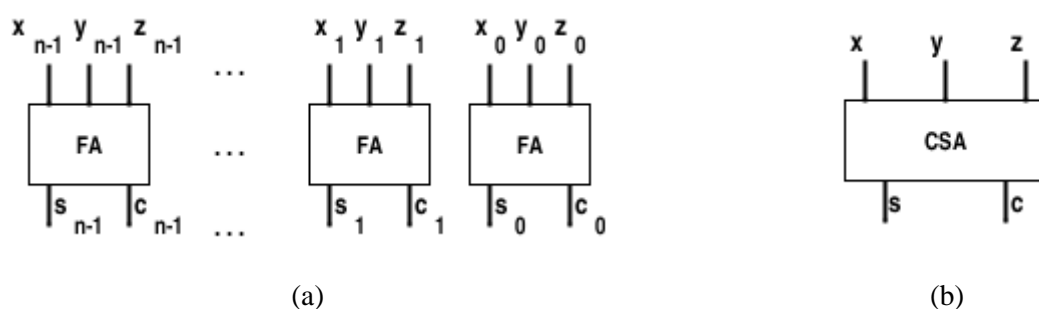 x n-1 y n-1 z n-1 ... x 1 y 1 z 1 x 0 y 0 z 0 x y z
FA ... FA FA CSA
s n-1 c n-1 ... s 1 c 1 s 0 c 0 s c
(a) (b)